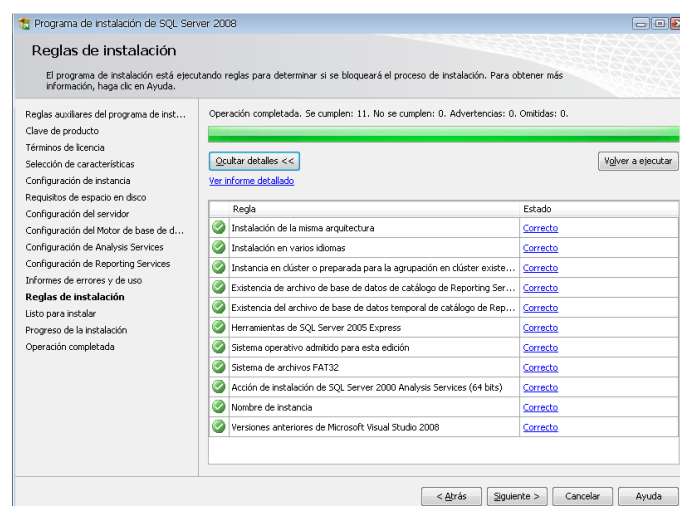 Programa de instalación de SQL Server 2008
Reglas de instalación
El programa de instalación está ejecutando reglas para determinar si se bloqueará el proceso de instalación. Para obtener más
información, haga clic en Ayuda.
Reglas auxiliares del programa de inst...
Clave de producto
Términos de licencia
Selección de características
Configuración de instancia
Requisitos de espacio en disco
Configuración del servidor
Configuración del Motor de base de d...
Configuración de Analysis Services
Configuración de Reporting Services
Informes de errores y de uso
Reglas de instalación
Listo para instalar
Progreso de la instalación
Operación completada
Operación completada. Se cumplen: 11. No se cumplen: 0. Advertencias: 0. Omitidas: 0.
Ocultar detalles <<
Volver a ejecutar
Ver informe detallado
Regla Estado
Instalación de la misma arquitectura Correcto
Instalación en varios idiomas Correcto
Instancia en clúster o preparada para la agrupación en clúster existe... Correcto
Existencia de archivo de base de datos de catálogo de Reporting Ser... Correcto
Existencia del archivo de base de datos temporal de catálogo de Rep... Correcto
Herramientas de SQL Server 2005 Express Correcto
Sistema operativo admitido para esta edición Correcto
Sistema de archivos FAT32 Correcto
Acción de instalación de SQL Server 2000 Analysis Services (64 bits) Correcto
Nombre de instancia Correcto
Versiones anteriores de Microsoft Visual Studio 2008 Correcto
< Atrás Siguiente > Cancelar Ayuda